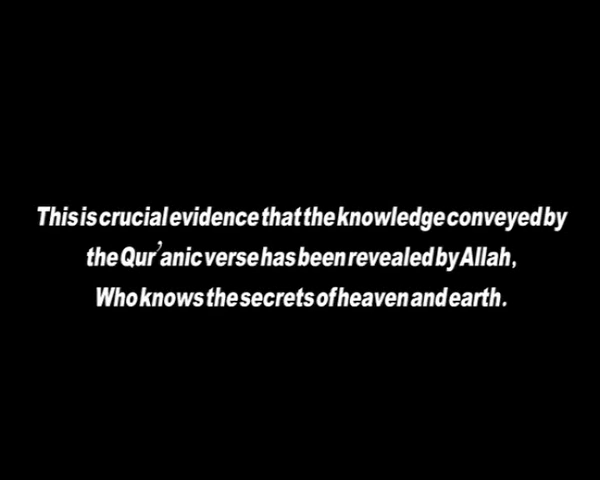 This is crucial evidence that the knowledge conveyed by
the Qur’anic verse has been revealed by Allah,
Who knows the secrets of heaven and earth.